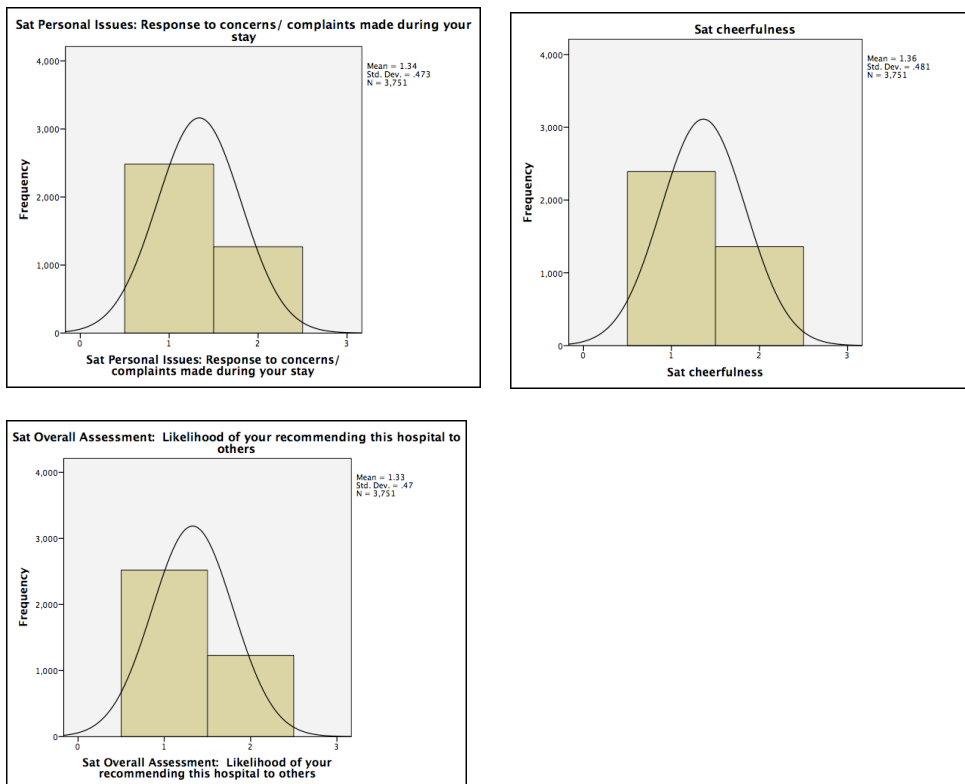 Sat Personal Issues: Response to concerns/ complaints made during your
stay
4,000
3,000
2,000
1,000
0
Frequency
0 1 2 3
Sat Personal Issues: Response to concerns/
complaints made during your stay
Mean = 1.34
Std. Dev. = .473
N = 3,751
Sat cheerfulness
4,000
3,000
2,000
1,000
0
Frequency
0 1 2 3
Sat cheerfulness
Mean = 1.36
Std. Dev. = .481
N = 3,751
Sat Overall Assessment:  Likelihood of your recommending this hospital to
others
4,000
3,000
2,000
1,000
0
Frequency
0 1 2 3
Sat Overall Assessment:  Likelihood of your
recommending this hospital to others
Mean = 1.33
Std. Dev. = .47
N = 3,751